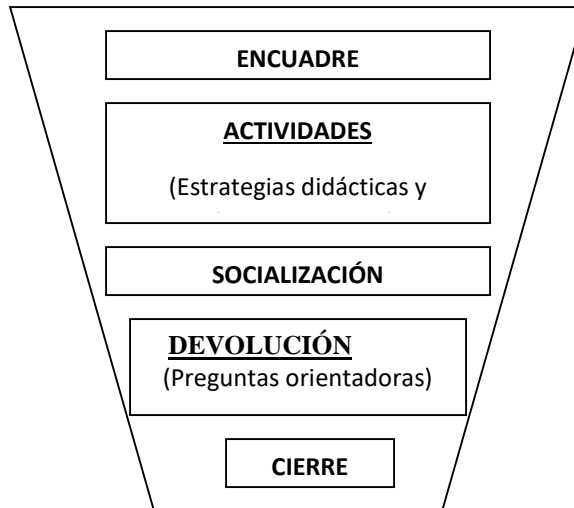 ENCUADRE
ACTIVIDADES
(Estrategias didácticas y
SOCIALIZACIÓN
DEVOLUCIÓN
(Preguntas orientadoras)
CIERRE